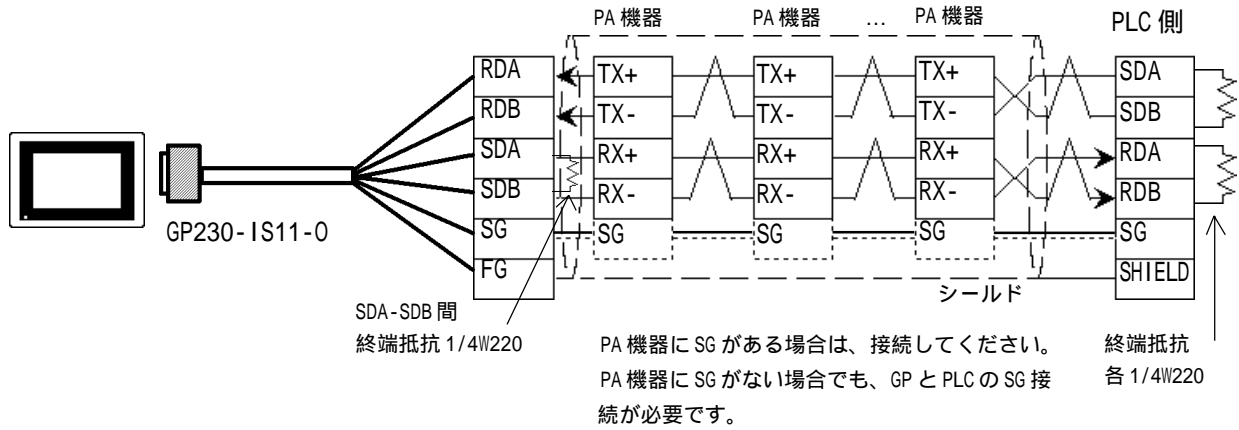 PA 機器 PA 機器 ... PA 機器 PLC 側
RDA TX+ TX+ TX+ SDA
RDB TX- TX- TX- SDB
SDA RX+ RX+ RX+ RDA
SDB RX- RX- RX- RDB
SG SG SG SG SG
FG SHIELD
GP230-IS11-O
シールド
SDA-SDB 間
終端抵抗 1/4W220
PA 機器に SG がある場合は、接続してください。
PA 機器に SG がない場合でも、GP と PLC の SG 接
続が必要です。
終端抵抗
各 1/4W220